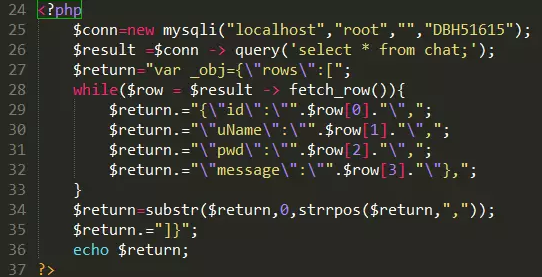 24 <?php
25 $conn=new mysqli("localhost","root","","DBH51615");
26 $result =$conn -> query('select * from chat;');
27 $return="var _obj={\"rows\":[";
28 while($row = $result -> fetch_row()){
29 $return.="{\"id\":\"".$row[0]."\",";
30 $return.="\"uName\":\"".$row[1]."\",";
31 $return.="\"pwd\":\"".$row[2]."\",";
32 $return.="\"message\":\"".$row[3]."\"},";
33 }
34 $return=substr($return,0,strrpos($return,","));
35 $return.="]}";
36 echo $return;
37 ?>